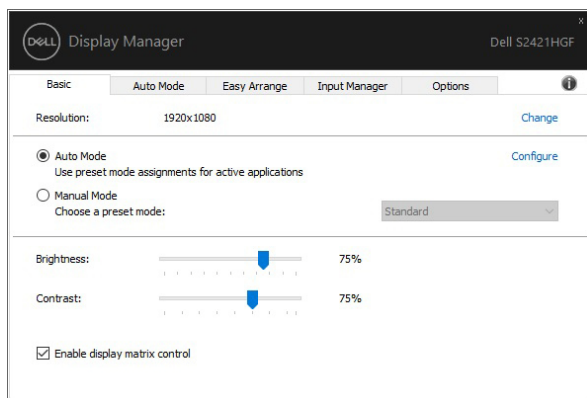 x
DELL Display Manager Dell S2421HGF
Basic Auto Mode Easy Arrange Input Manager Options i
Resolution: 1920x1080 Change
Auto Mode Configure
Use preset mode assignments for active applications
Manual Mode
Choose a preset mode: Standard
Brightness: 75%
Contrast: 75%
Enable display matrix control